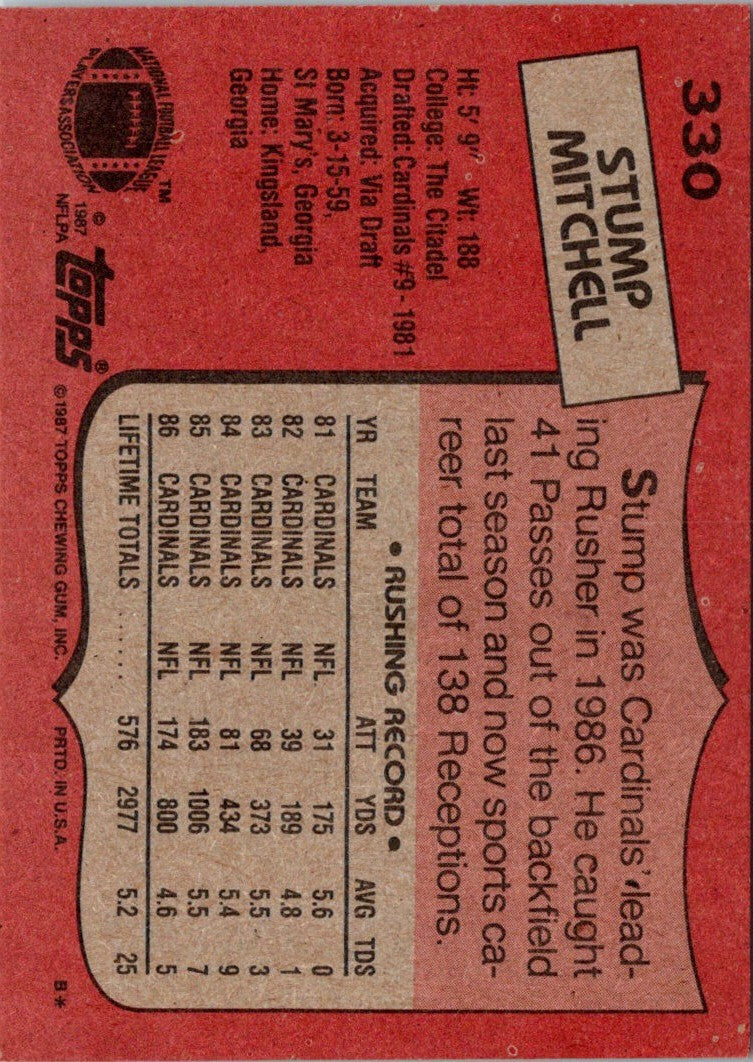 330
STUMP
MITCHELL
Ht: 5' 9" Wt: 188
College: The Citadel
Drafted: Cardinals #9-1981
Acquired: Via Draft
Born: 3-15-59,
St Mary's, Georgia
Home: Kingsland,
Georgia
NATIONAL FOOTBALL LEAGUE
PLAYERS ASSOCIATION
TM
© 1987
NFLPA
topps®
Stump was Cardinals' lead-
ing Rusher in 1986. He caught
41 Passes out of the backfield
last season and now sports ca-
reer total of 138 Receptions.
• RUSHING RECORD •
YR TEAM ATT YDS AVG TDS
81 CARDINALS NFL 31 175 5.6 0
82 CARDINALS NFL 39 189 4.8 1
83 CARDINALS NFL 68 373 5.5 3
84 CARDINALS NFL 81 434 5.4 9
85 CARDINALS NFL 183 1006 5.5 7
86 CARDINALS NFL 174 800 4.6 5
LIFETIME TOTALS ...... 576 2977 5.2 25
©1987 TOPPS CHEWING GUM, INC. PRTD. IN U.S.A. B*